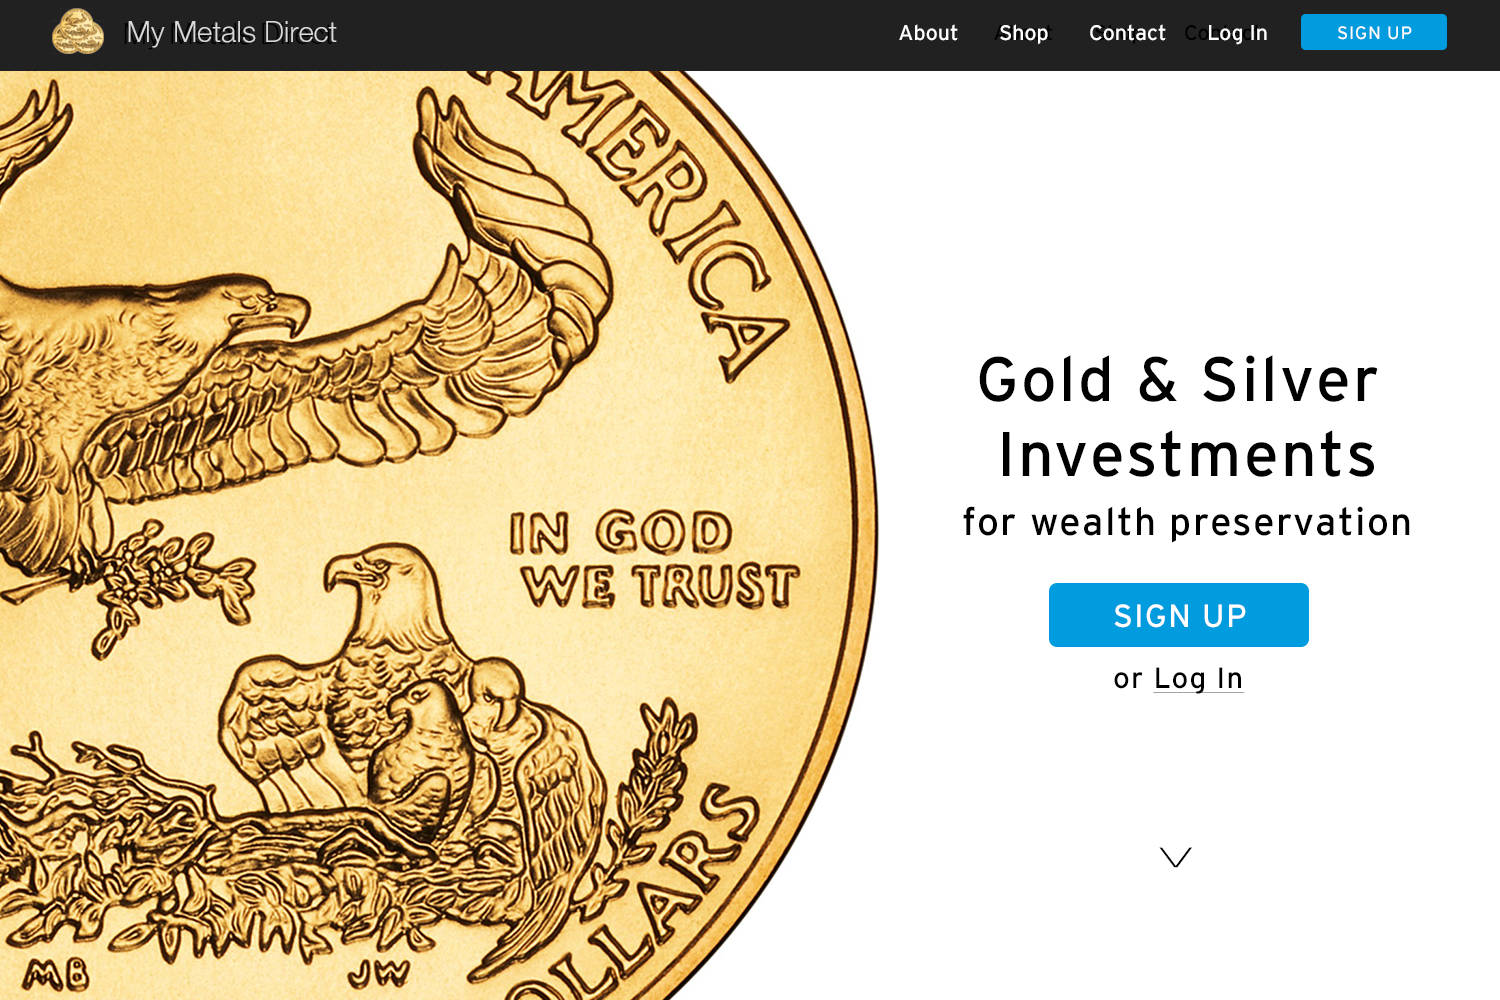 My Metals Direct
About Shop Contact Log In SIGN UP
AMERICA
Gold & Silver
Investments
for wealth preservation
IN GOD
WE TRUST
SIGN UP
or Log In
OLLARS
MB JW